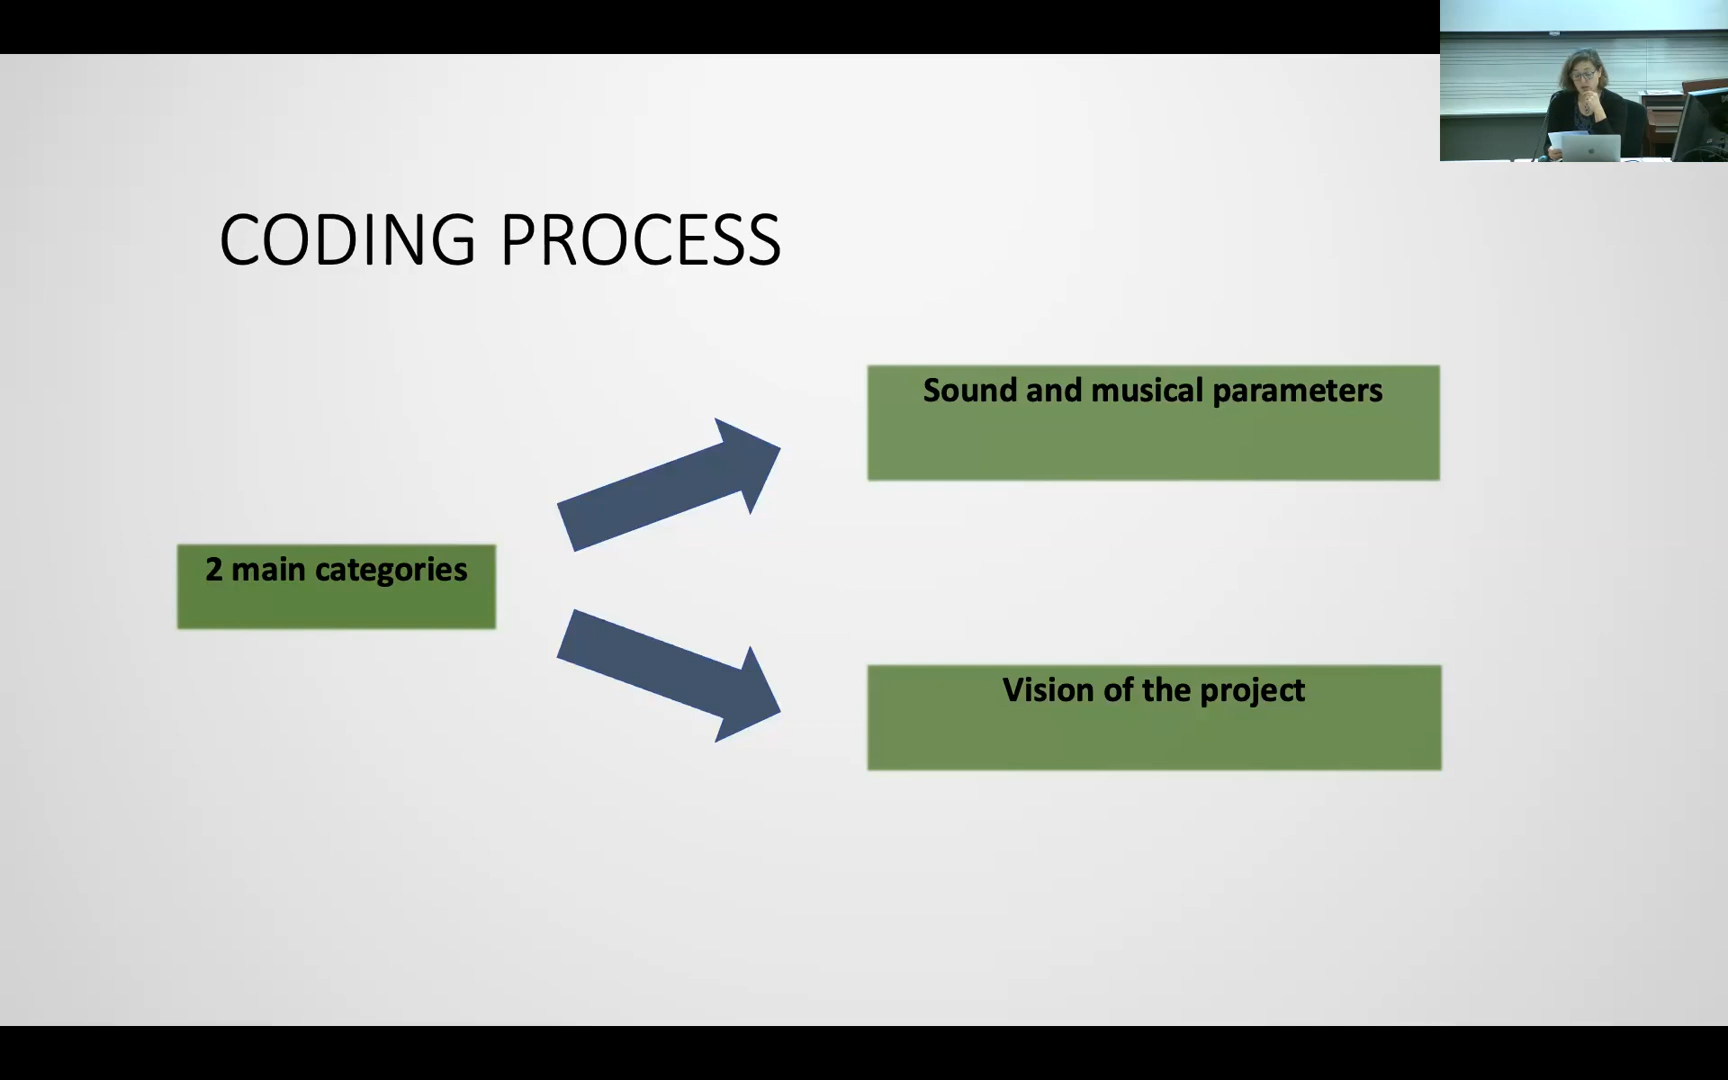 CODING PROCESS
Sound and musical parameters
2 main categories
Vision of the project